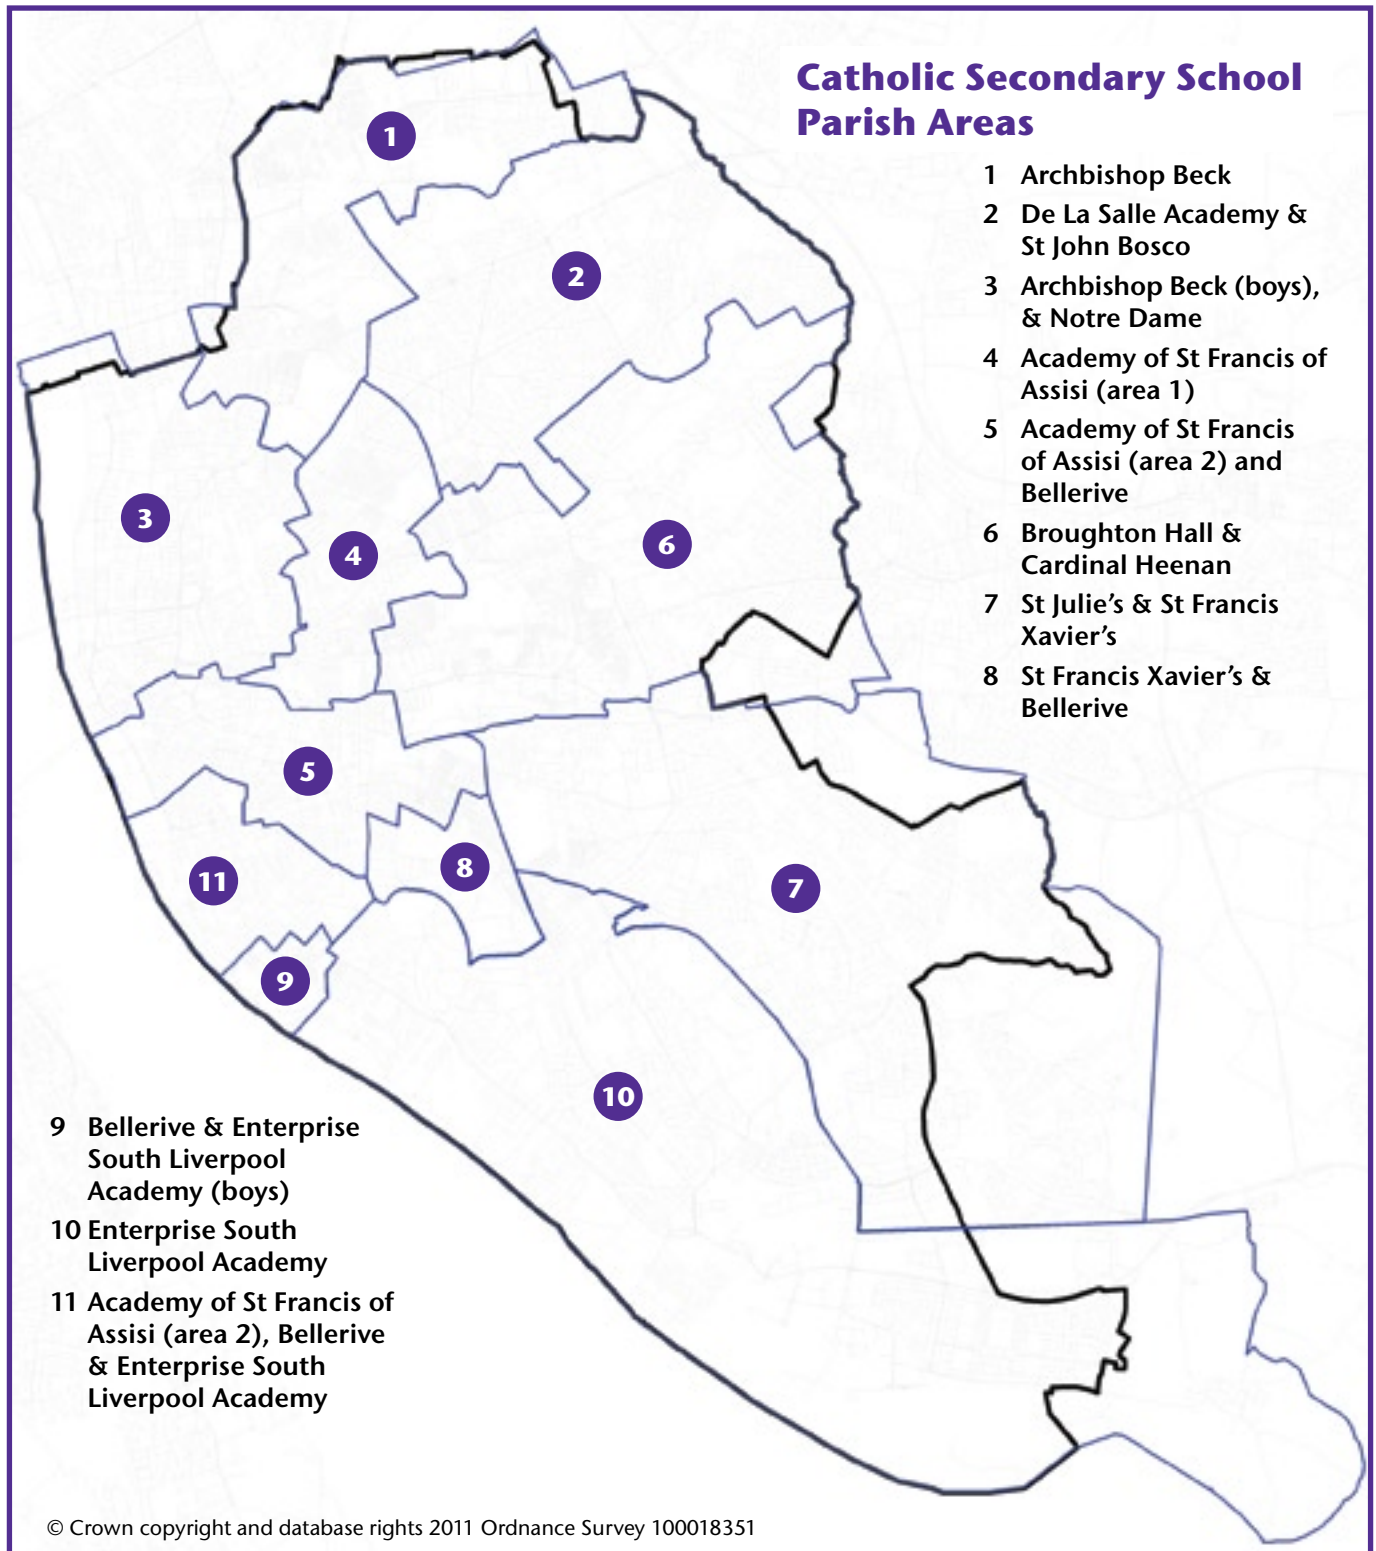 Catholic Secondary School
Parish Areas
1 Archbishop Beck
2 De La Salle Academy &
St John Bosco
3 Archbishop Beck (boys),
& Notre Dame
4 Academy of St Francis of
Assisi (area 1)
5 Academy of St Francis
of Assisi (area 2) and
Bellerive
6 Broughton Hall &
Cardinal Heenan
7 St Julie’s & St Francis
Xavier’s
8 St Francis Xavier’s &
Bellerive
1
2
3
4
6
5
8
11
7
9
10
9 Bellerive & Enterprise
South Liverpool
Academy (boys)
10 Enterprise South
Liverpool Academy
11 Academy of St Francis of
Assisi (area 2), Bellerive
& Enterprise South
Liverpool Academy
© Crown copyright and database rights 2011 Ordnance Survey 100018351